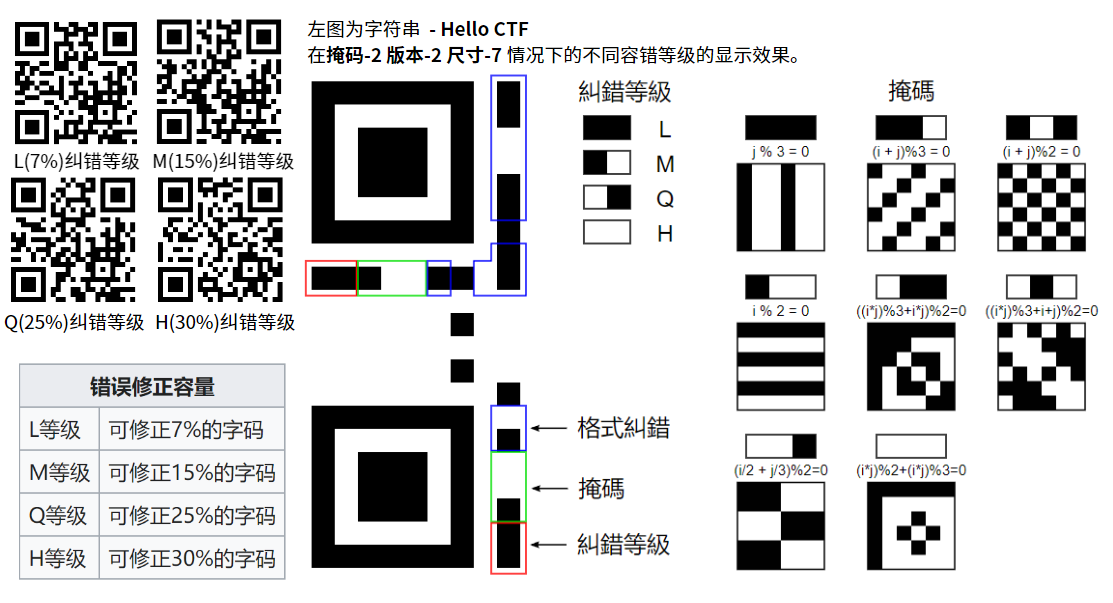 左图为字符串 - Hello CTF
在掩码-2 版本-2 尺寸-7 情况下的不同容错等级的显示效果。
L(7%)纠错等级
M(15%)纠错等级
Q(25%)纠错等级
H(30%)纠错等级
错误修正容量
L等级 可修正7%的字码
M等级 可修正15%的字码
Q等级 可修正25%的字码
H等级 可修正30%的字码
格式糾錯
掩碼
糾錯等級
糾錯等級
L
M
Q
H
掩碼
j % 3 = 0
(i + j)%3 = 0
(i + j)%2 = 0
i % 2 = 0
((i*j)%3+i*j)%2=0
((i*j)%3+i+j)%2=0
(i/2 + j/3)%2=0
(i*j)%2+(i*j)%3=0